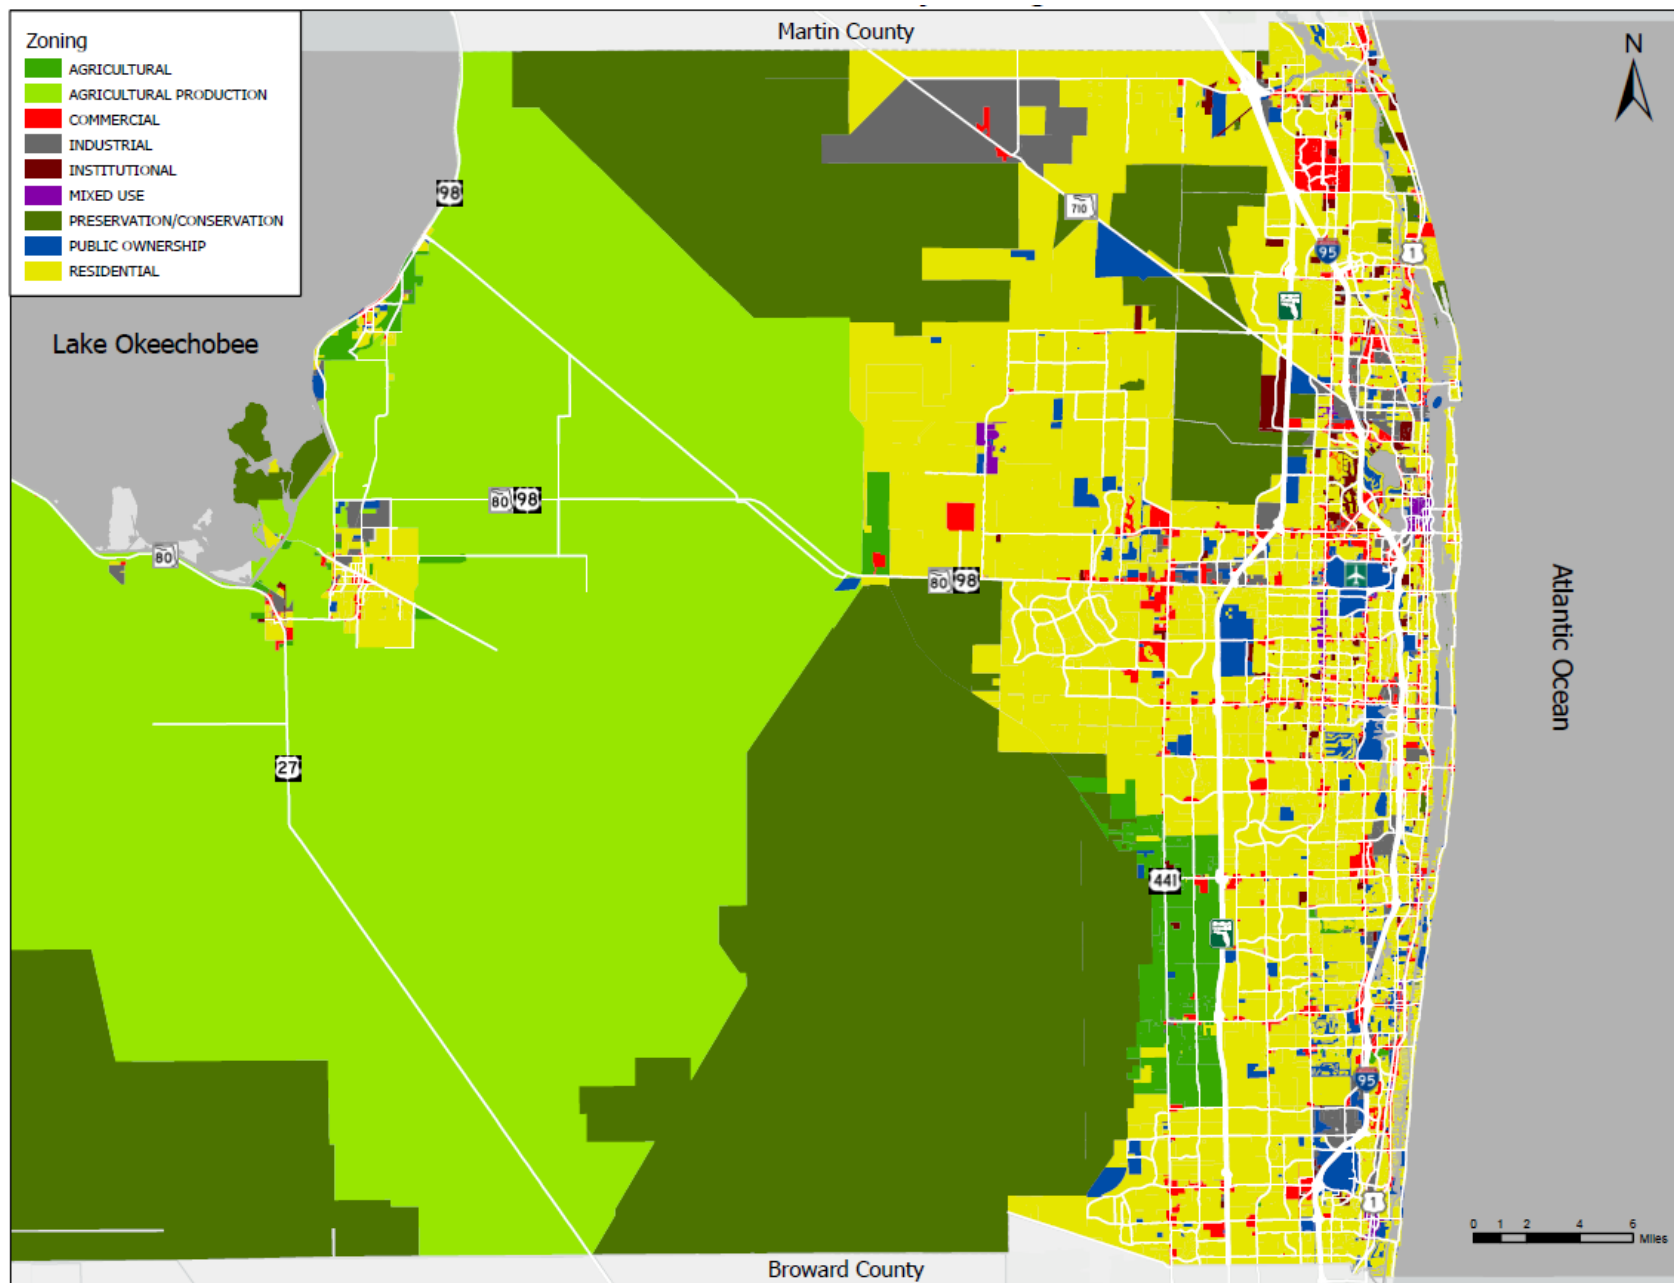 Martin County
Zoning
AGRICULTURAL
AGRICULTURAL PRODUCTION
COMMERCIAL
INDUSTRIAL
INSTITUTIONAL
MIXED USE
PRESERVATION/CONSERVATION
PUBLIC OWNERSHIP
RESIDENTIAL
N
98
710
95
1
Lake Okeechobee
80 98
80
80 98
Atlantic Ocean
27
441
95
1
0 1 2 4 6
Miles
Broward County